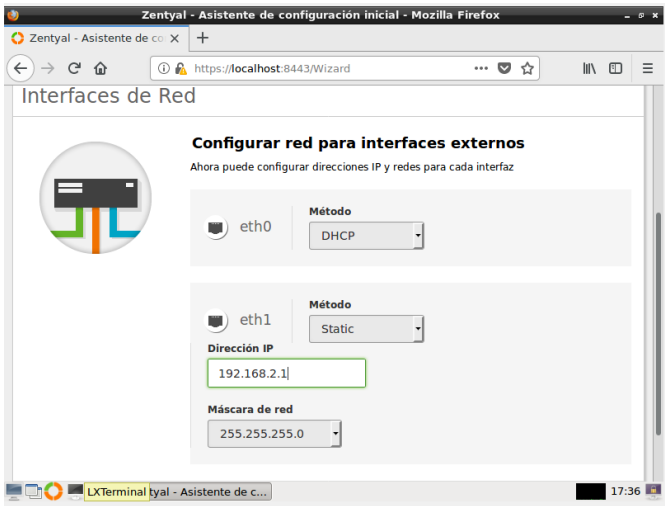 Zentyal - Asistente de configuración inicial - Mozilla Firefox
Zentyal - Asistente de co
https://localhost:8443/Wizard
Interfaces de Red
Configurar red para interfaces externos
Ahora puede configurar direcciones IP y redes para cada interfaz
eth0
Método
DHCP
eth1
Método
Static
Dirección IP
192.168.2.1
Máscara de red
255.255.255.0
LXTerminal tyal - Asistente de c...
17:36